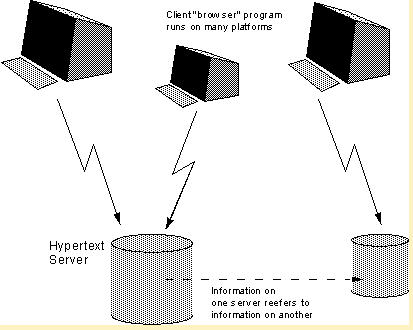 Client "browser" program
runs on many platforms
Hypertext
Server
Information on
one server reefers to
information on another